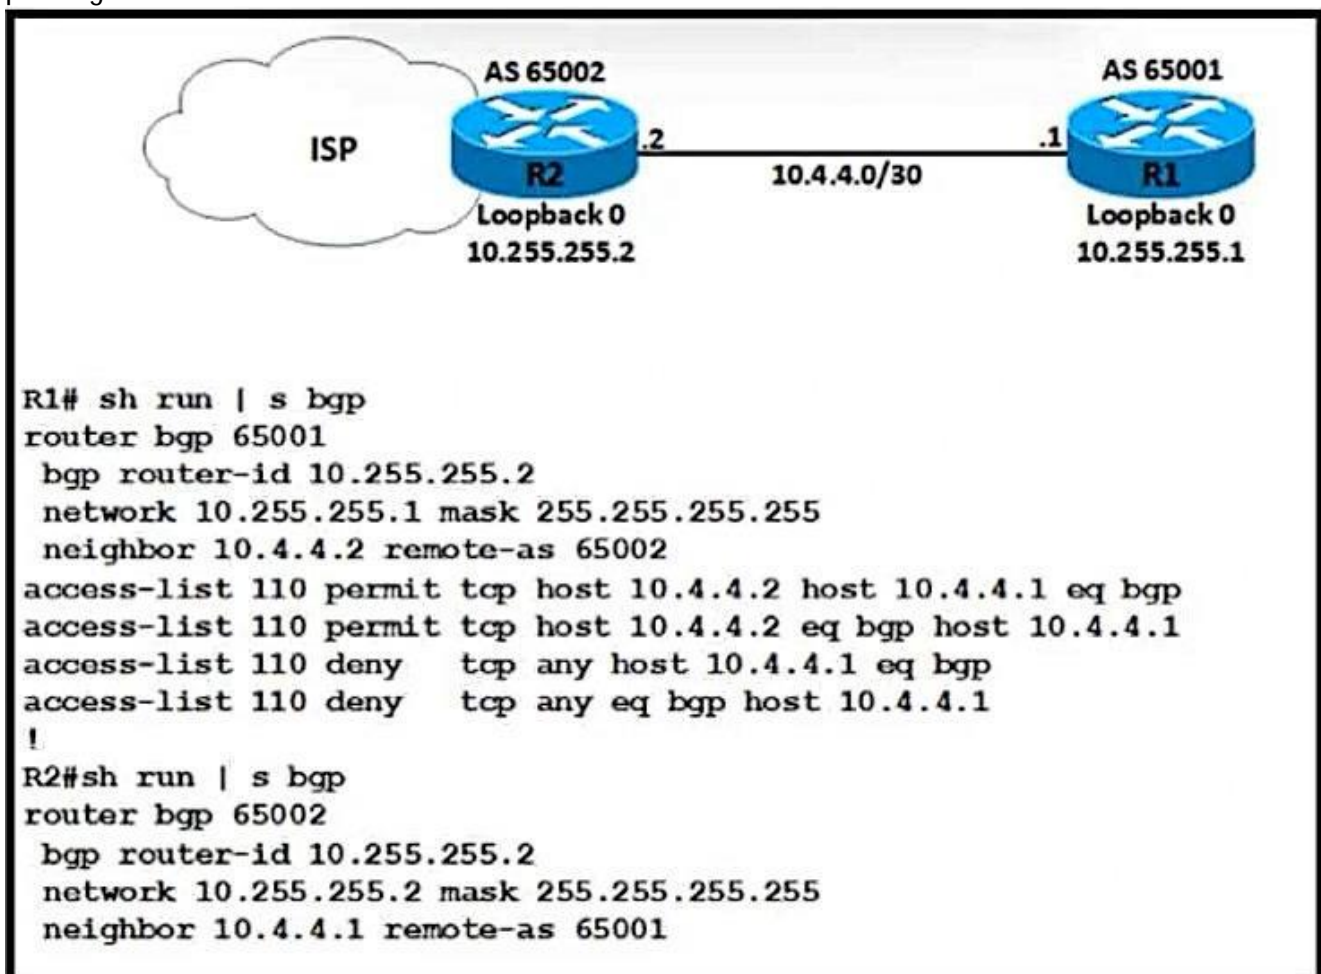 AS 65002
AS 65001
ISP
.2
.1
10.4.4.0/30
R2
R1
Loopback 0
Loopback 0
10.255.255.2
10.255.255.1
R1# sh run | s bgp
router bgp 65001
bgp router-id 10.255.255.2
network 10.255.255.1 mask 255.255.255.255
neighbor 10.4.4.2 remote-as 65002
access-list 110 permit tcp host 10.4.4.2 host 10.4.4.1 eq bgp
access-list 110 permit tcp host 10.4.4.2 eq bgp host 10.4.4.1
access-list 110 deny   tcp any host 10.4.4.1 eq bgp
access-list 110 deny   tcp any eq bgp host 10.4.4.1
!
R2#sh run | s bgp
router bgp 65002
bgp router-id 10.255.255.2
network 10.255.255.2 mask 255.255.255.255
neighbor 10.4.4.1 remote-as 65001